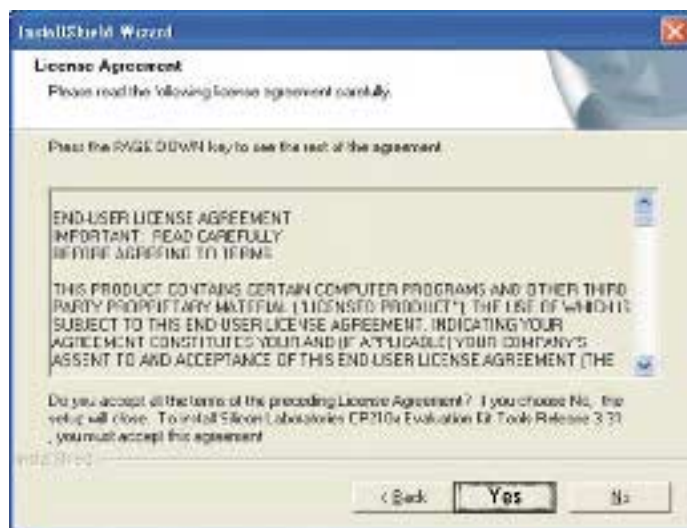 InstallShield Wizard
License Agreement
Please read the following license agreement carefully.
Press the PAGE DOWN key to see the rest of the agreement
END-USER LICENSE AGREEMENT
IMPORTANT: READ CAREFULLY
BEFORE AGREEING TO TERMS
THIS PRODUCT CONTAINS CERTAIN COMPUTER PROGRAMS AND OTHER THIRD
PARTY PROPRIETARY MATERIAL ("LICENSED PRODUCT"), THE USE OF WHICH IS
SUBJECT TO THIS END-USER LICENSE AGREEMENT. INDICATING YOUR
AGREEMENT CONSTITUTES YOUR AND (IF APPLICABLE) YOUR COMPANY'S
ASSENT TO AND ACCEPTANCE OF THIS END-USER LICENSE AGREEMENT (THE
Do you accept all the terms of the preceding License Agreement? If you choose No, the
setup will close. To install Silicon Laboratories CP210x Evaluation Kit Tools Release 3.31
, you must accept this agreement
InstallShield
< Back
Yes
No